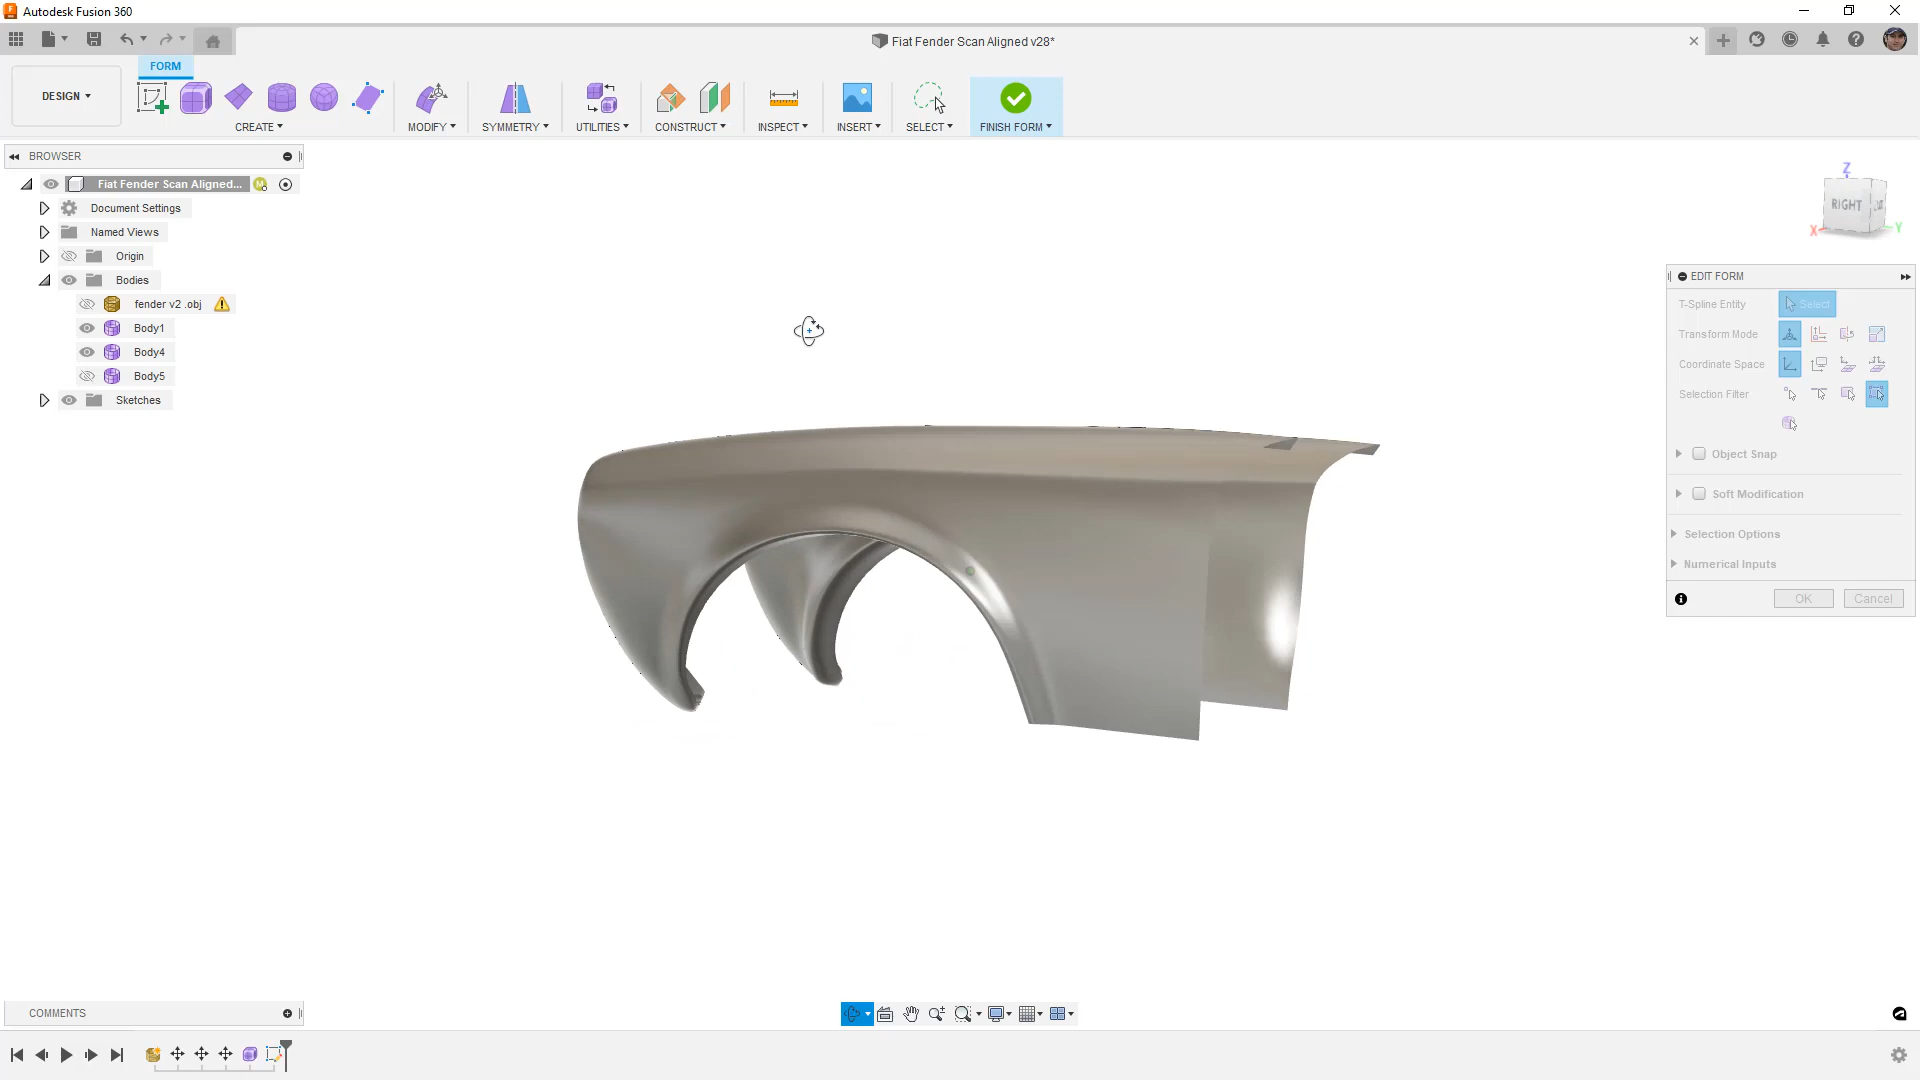 Autodesk Fusion 360
Fiat Fender Scan Aligned v28*
FORM
DESIGN
CREATE
MODIFY
SYMMETRY
UTILITIES
CONSTRUCT
INSPECT
INSERT
SELECT
FINISH FORM
BROWSER
Fiat Fender Scan Aligned...
M
Document Settings
Named Views
Origin
Bodies
fender v2 .obj
Body1
Body4
Body5
Sketches
Z
RIGHT
X
Y
EDIT FORM
T-Spline Entity
Select
Transform Mode
Coordinate Space
Selection Filter
Object Snap
Soft Modification
Selection Options
Numerical Inputs
OK
Cancel
COMMENTS